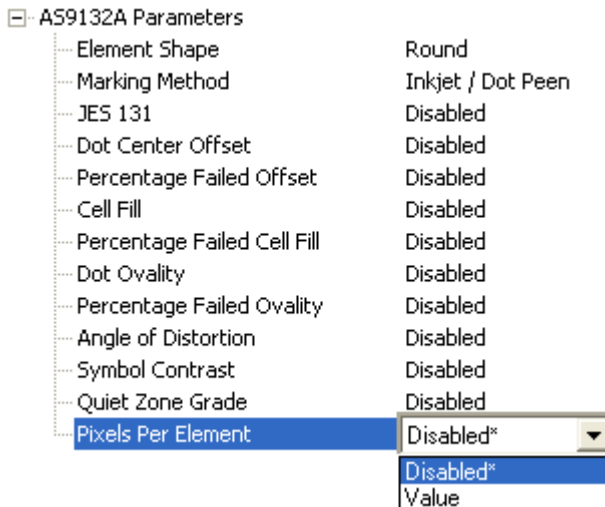 AS9132A Parameters
Element Shape Round
Marking Method Inkjet / Dot Peen
JES 131 Disabled
Dot Center Offset Disabled
Percentage Failed Offset Disabled
Cell Fill Disabled
Percentage Failed Cell Fill Disabled
Dot Ovality Disabled
Percentage Failed Ovality Disabled
Angle of Distortion Disabled
Symbol Contrast Disabled
Quiet Zone Grade Disabled
Pixels Per Element Disabled*
Disabled*
Value